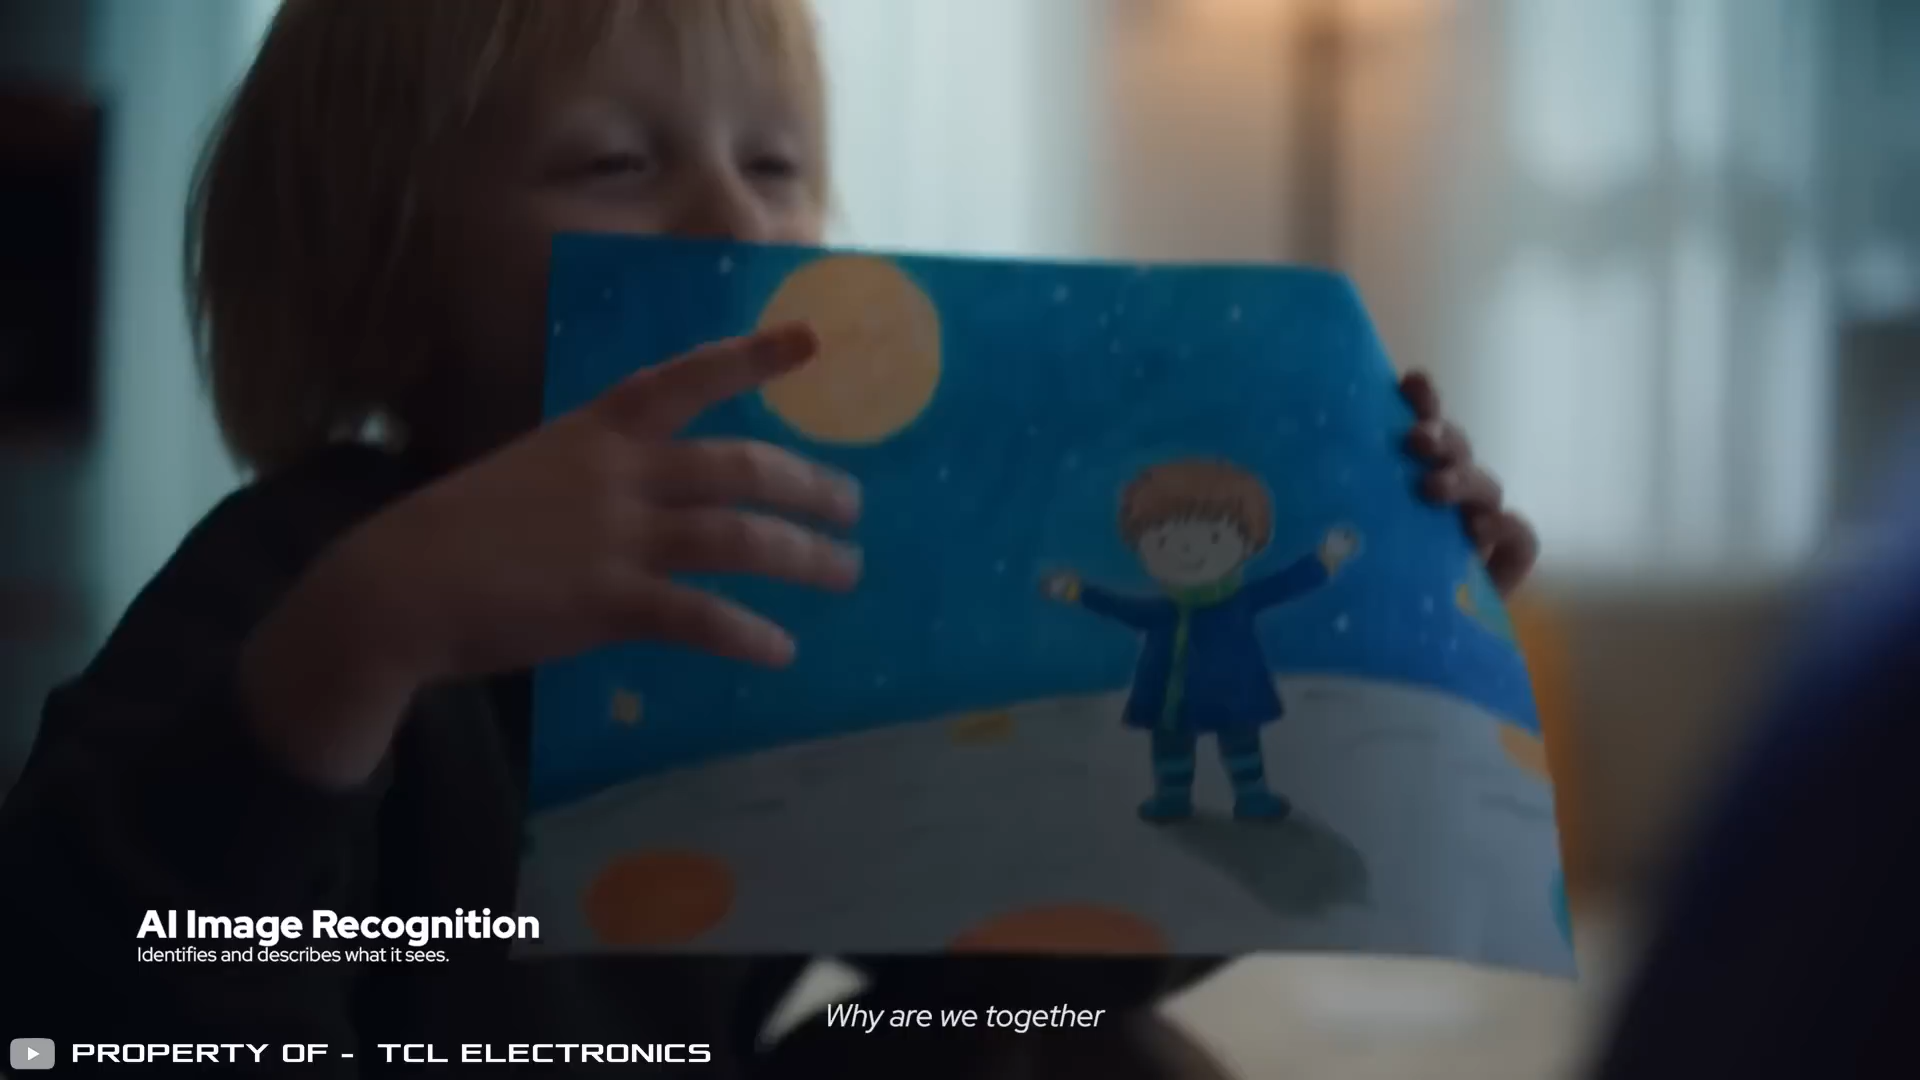 AI Image Recognition
Identifies and describes what it sees.
Why are we together
PROPERTY OF - TCL ELECTRONICS